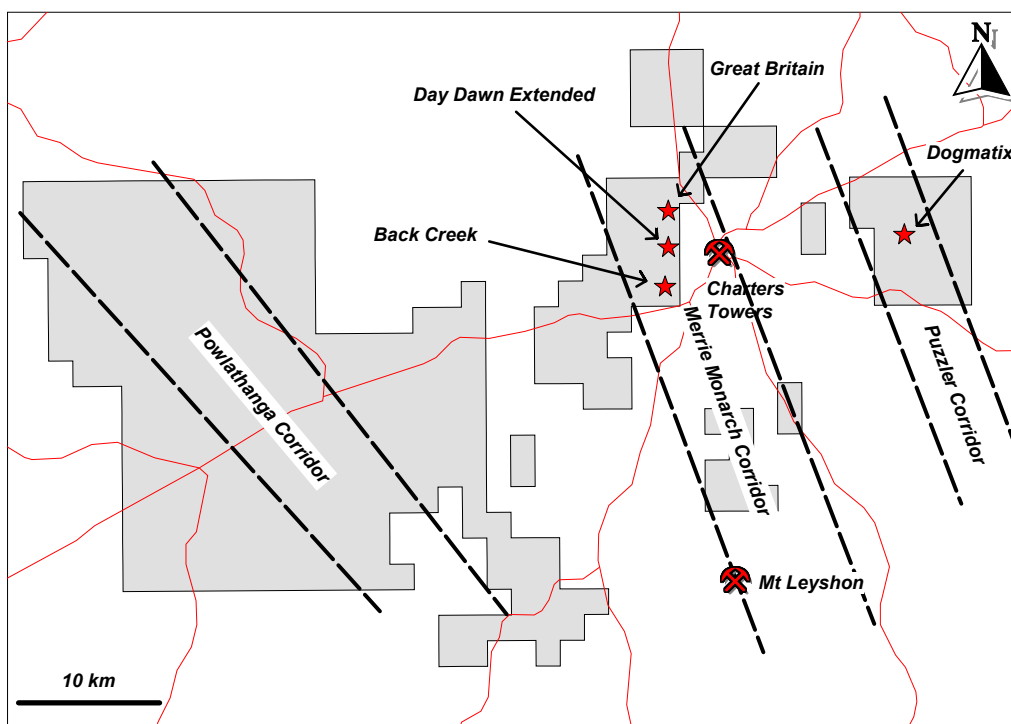 N
Great Britain
Day Dawn Extended
Dogmatix
Back Creek
Charters
Towers
Powlathanga Corridor
Merrie Monarch Corridor
Puzzler Corridor
Mt Leyshon
10 km